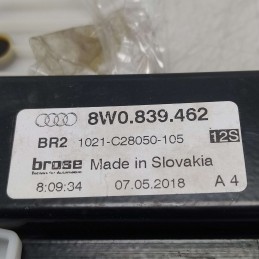 8W0.839.462
BR2 1021-C28050-105 12S
brose Made in Slovakia
8:09:34 07.05.2018 A 4